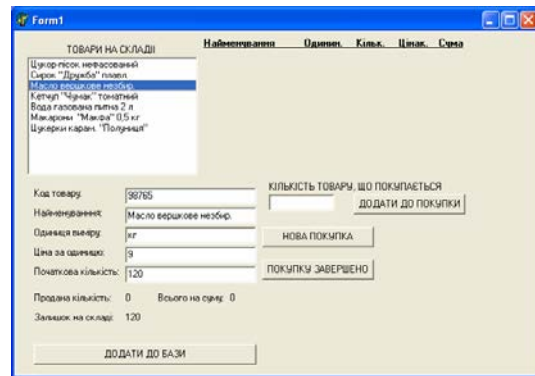 Form1
ТОВАРИ НА СКЛАДІ
Найменування Одиниц. Кільк. Цінак. Сума
Цукор-пісок нефасований
Сирок "Дружба" плавл.
Масло вершкове незбир.
Кетчуп "Чумак" томатний
Вода газована питна 2 л
Макарони "Макфа" 0,5 кг
Цукерки карам. "Полуниця"
Код товару: 98765
Найменування: Масло вершкове незбир.
Одиниця виміру: кг
Ціна за одиницю: 9
Початкова кількість: 120
КІЛЬКІСТЬ ТОВАРУ, ЩО ПОКУПАЄТЬСЯ
ДОДАТИ ДО ПОКУПКИ
НОВА ПОКУПКА
ПОКУПКУ ЗАВЕРШЕНО
Продана кількість: 0 Всього на суму: 0
Залишок на складі: 120
ДОДАТИ ДО БАЗИ